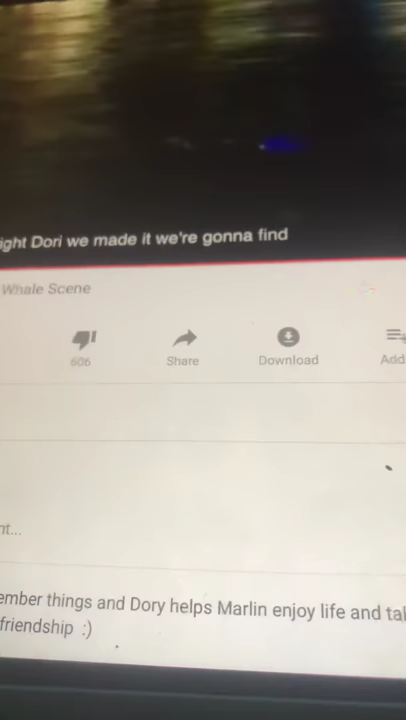 ight Dori we made it we're gonna find
Whale Scene
606
Share
Download
Add
nt...
ember things and Dory helps Marlin enjoy life and tal
friendship :)